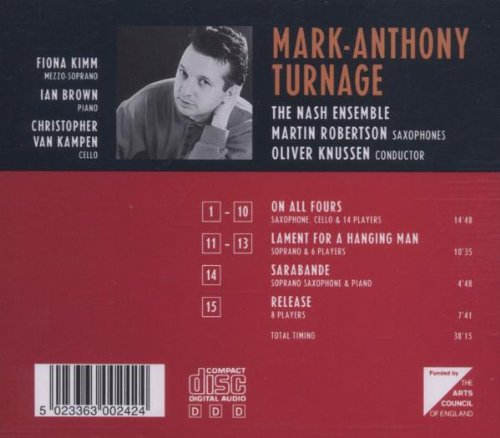 FIONA KIMM
MEZZO-SOPRANO
IAN BROWN
PIANO
CHRISTOPHER
VAN KAMPEN
CELLO
MARK-ANTHONY
TURNAGE
THE NASH ENSEMBLE
MARTIN ROBERTSON SAXOPHONES
OLIVER KNUSSEN CONDUCTOR
1 - 10 ON ALL FOURS
SAXOPHONE, CELLO & 14 PLAYERS 14'48
11 - 13 LAMENT FOR A HANGING MAN
SOPRANO & 6 PLAYERS 10'35
14 SARABANDE
SOPRANO SAXOPHONE & PIANO 4'48
15 RELEASE
8 PLAYERS 7'41
TOTAL TIMING 38'15
5 023363 002424
COMPACT
disc
DIGITAL AUDIO
D D D
Funded by
THE
ARTS
COUNCIL
OF ENGLAND